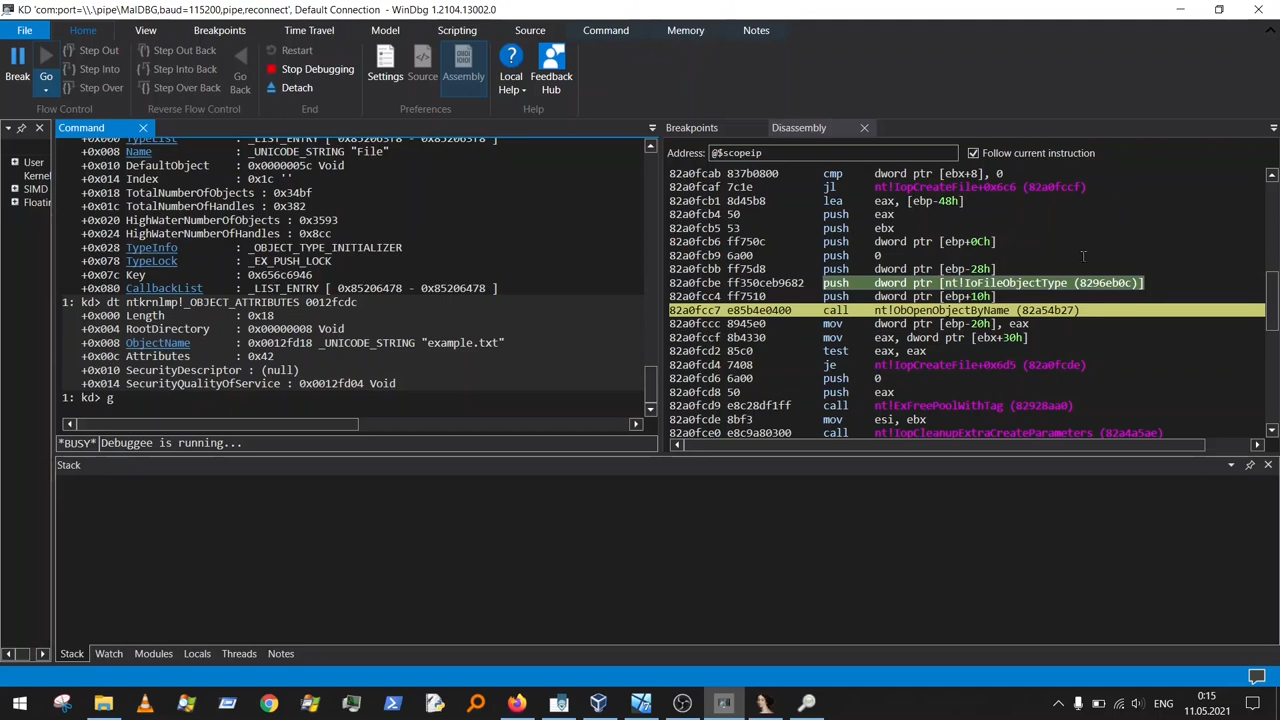 KD 'com:port=\\.\pipe\MalDBG,baud=115200,pipe,reconnect', Default Connection - WinDbg 1.2104.13002.0
File Home View Breakpoints Time Travel Model Scripting Source Command Memory Notes
Break
Go
Step Out
Step Into
Step Over
Step Out Back
Step Into Back
Step Over Back
Go Back
Restart
Stop Debugging
Detach
Settings
Source
Assembly
Local Help
Feedback Hub
Flow Control
Reverse Flow Control
End
Preferences
Help
User
Kernel
SIMD
Floatin
Command
+0x000 TypeList : _LIST_ENTRY [ 0x852065f8 - 0x852065f8 ]
+0x008 Name : _UNICODE_STRING "File"
+0x010 DefaultObject : 0x0000005c Void
+0x014 Index : 0x1c ''
+0x018 TotalNumberOfObjects : 0x34bf
+0x01c TotalNumberOfHandles : 0x382
+0x020 HighWaterNumberOfObjects : 0x3593
+0x024 HighWaterNumberOfHandles : 0x8cc
+0x028 TypeInfo : _OBJECT_TYPE_INITIALIZER
+0x078 TypeLock : _EX_PUSH_LOCK
+0x07c Key : 0x656c6946
+0x080 CallbackList : _LIST_ENTRY [ 0x85206478 - 0x85206478 ]
1: kd> dt ntkrnlmp!_OBJECT_ATTRIBUTES 0012fcdc
+0x000 Length : 0x18
+0x004 RootDirectory : 0x00000008 Void
+0x008 ObjectName : 0x0012fd18 _UNICODE_STRING "example.txt"
+0x00c Attributes : 0x42
+0x010 SecurityDescriptor : (null)
+0x014 SecurityQualityOfService : 0x0012fd04 Void
1: kd> g
*BUSY* Debuggee is running...
Breakpoints Disassembly
Address: @$scopeip Follow current instruction
82a0fcab 837b0800 cmp dword ptr [ebx+8], 0
82a0fcaf 7c1e jl nt!IopCreateFile+0x6c6 (82a0fccf)
82a0fcb1 8d45b8 lea eax, [ebp-48h]
82a0fcb4 50 push eax
82a0fcb5 53 push ebx
82a0fcb6 ff750c push dword ptr [ebp+0Ch]
82a0fcb9 6a00 push 0
82a0fcbb ff75d8 push dword ptr [ebp-28h]
82a0fcbe ff350ceb9682 push dword ptr [nt!IoFileObjectType (8296eb0c)]
82a0fcc4 ff7510 push dword ptr [ebp+10h]
82a0fcc7 e85b4e0400 call nt!ObOpenObjectByName (82a54b27)
82a0fccc 8945e0 mov dword ptr [ebp-20h], eax
82a0fccf 8b4330 mov eax, dword ptr [ebx+30h]
82a0fcd2 85c0 test eax, eax
82a0fcd4 7408 je nt!IopCreateFile+0x6d5 (82a0fcde)
82a0fcd6 6a00 push 0
82a0fcd8 50 push eax
82a0fcd9 e8c28df1ff call nt!ExFreePoolWithTag (82928aa0)
82a0fcde 8bf3 mov esi, ebx
82a0fce0 e8c9a80300 call nt!IopCleanupExtraCreateParameters (82a4a5ae)
Stack
Stack Watch Modules Locals Threads Notes
ENG
0:15
11.05.2021